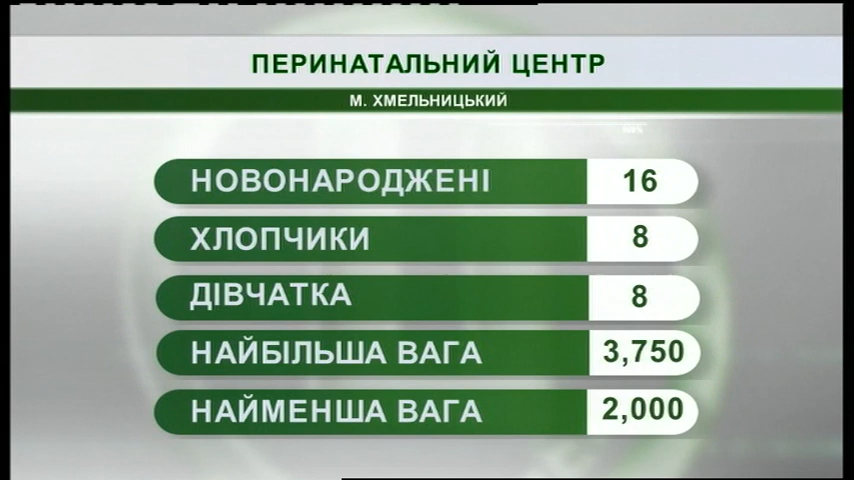 ПЕРИНАТАЛЬНИЙ ЦЕНТР
М. ХМЕЛЬНИЦЬКИЙ
НОВОНАРОДЖЕНІ 16
ХЛОПЧИКИ 8
ДІВЧАТКА 8
НАЙБІЛЬША ВАГА 3,750
НАЙМЕНША ВАГА 2,000